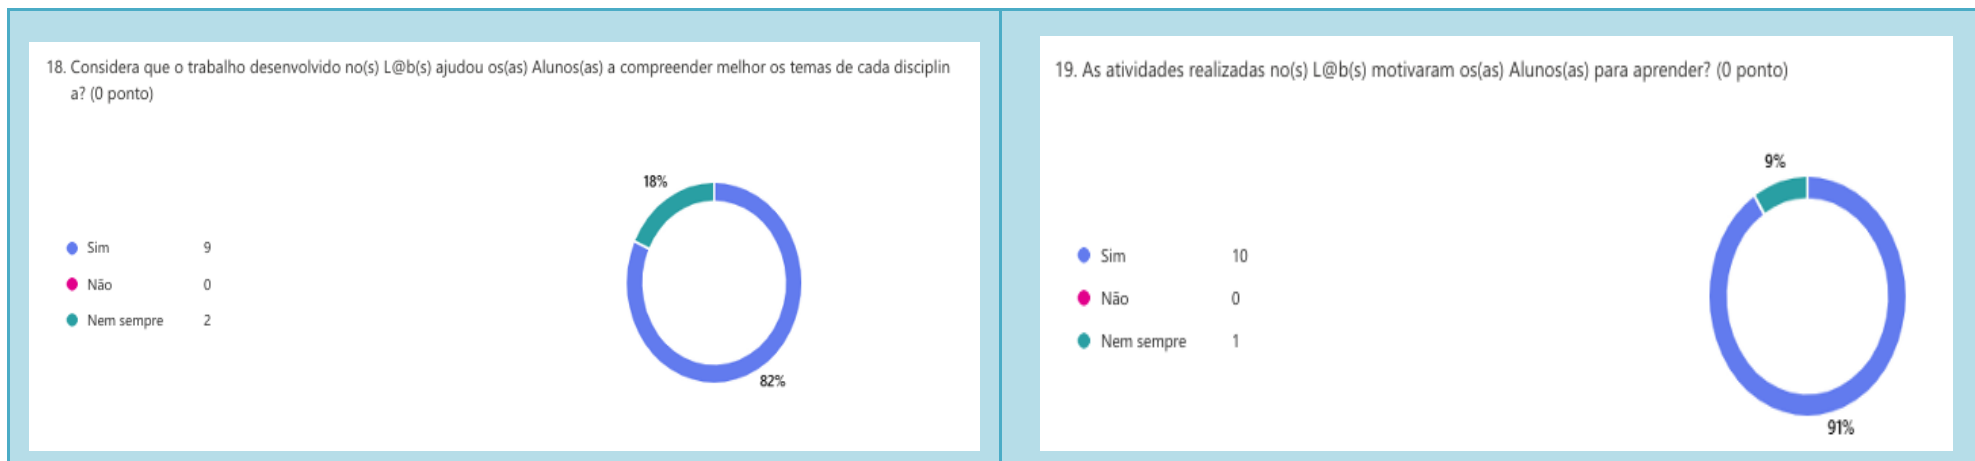 18. Considera que o trabalho desenvolvido no(s) L@b(s) ajudou os(as) Alunos(as) a compreender melhor os temas de cada disciplin
a? (0 ponto)
18%
Sim 9
Não 0
Nem sempre 2
82%
19. As atividades realizadas no(s) L@b(s) motivaram os(as) Alunos(as) para aprender? (0 ponto)
9%
Sim 10
Não 0
Nem sempre 1
91%